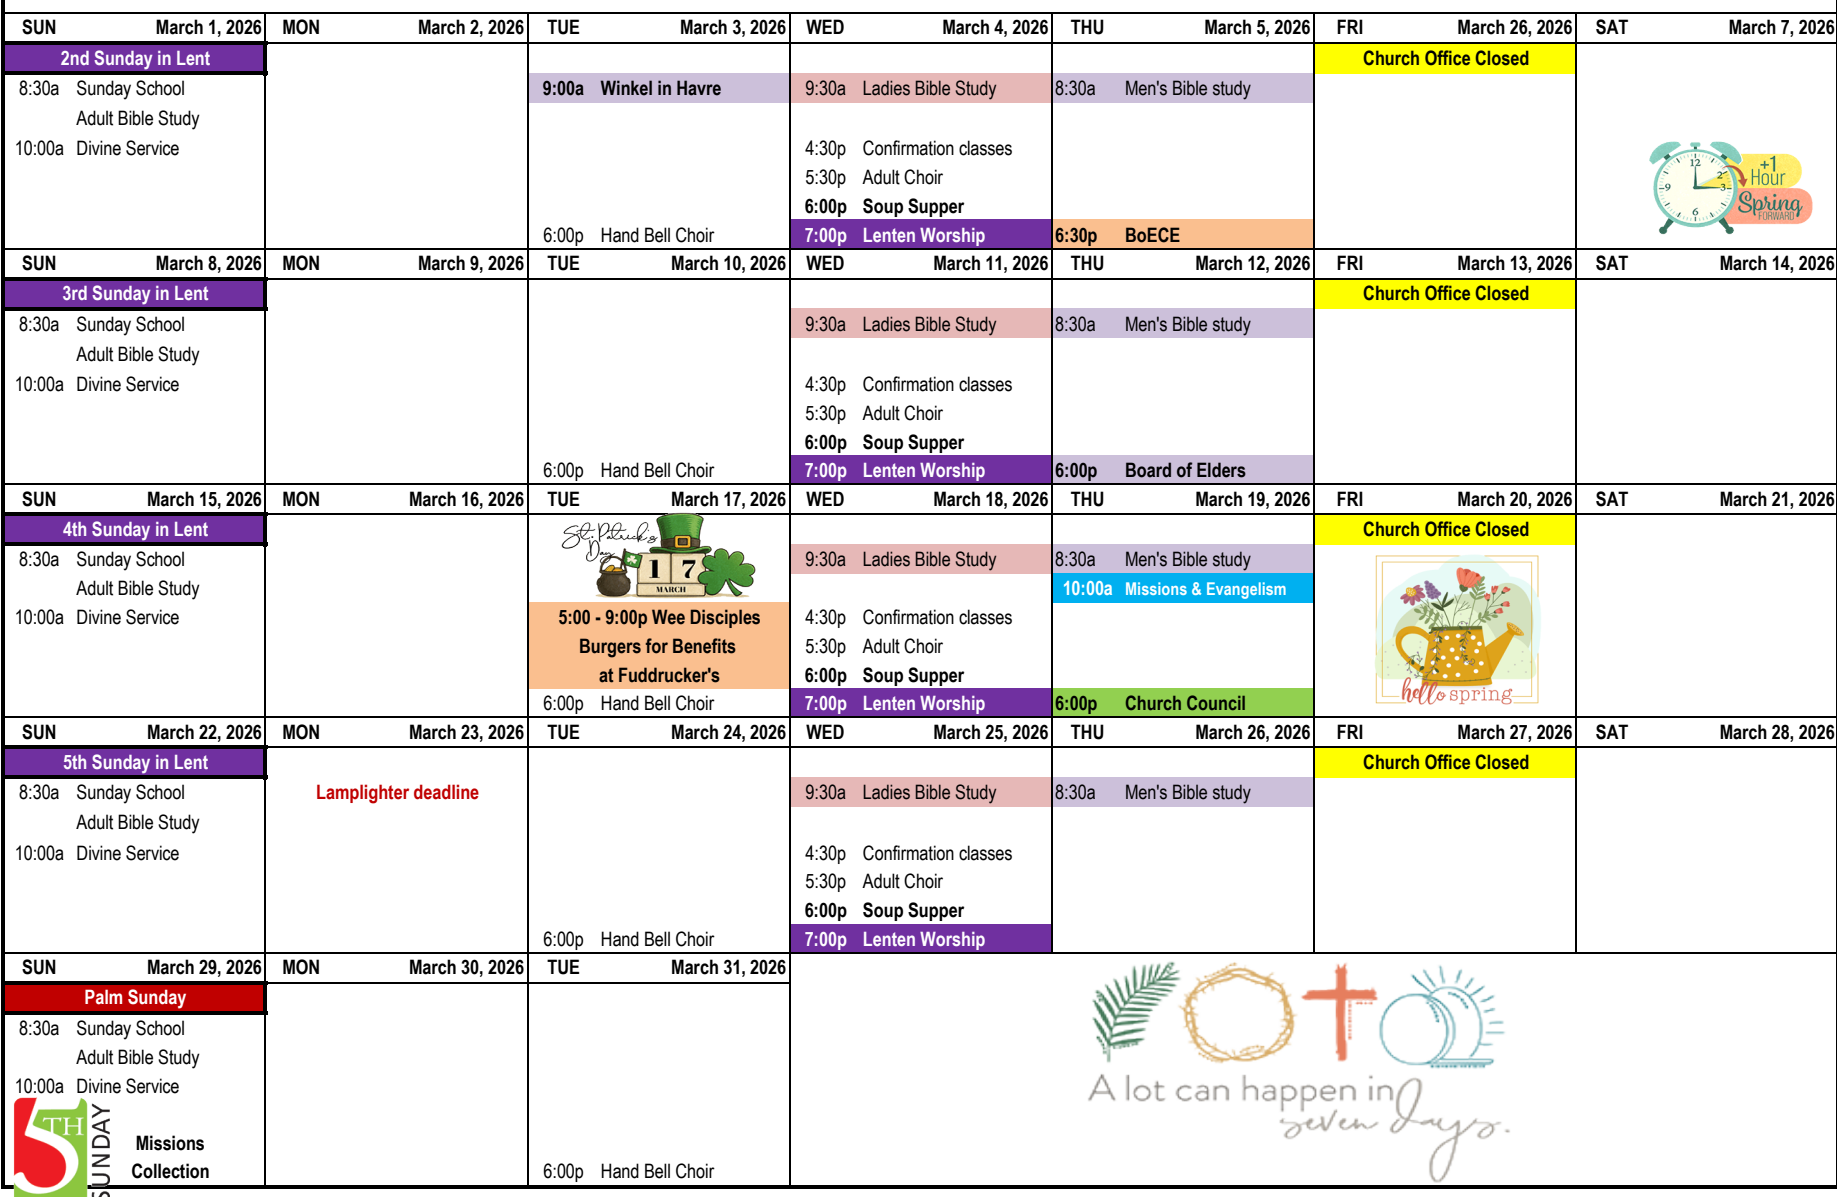 SUN March 1, 2026 MON March 2, 2026 TUE March 3, 2026 WED March 4, 2026 THU March 5, 2026 FRI March 26, 2026 SAT March 7, 2026
2nd Sunday in Lent Church Office Closed
8:30a Sunday School 9:00a Winkel in Havre 9:30a Ladies Bible Study 8:30a Men's Bible study
Adult Bible Study
10:00a Divine Service 4:30p Confirmation classes
12 2 3 6 9 +1 Hour Spring FORWARD
5:30p Adult Choir
6:00p Soup Supper
6:00p Hand Bell Choir 7:00p Lenten Worship 6:30p BoECE
SUN March 8, 2026 MON March 9, 2026 TUE March 10, 2026 WED March 11, 2026 THU March 12, 2026 FRI March 13, 2026 SAT March 14, 2026
3rd Sunday in Lent Church Office Closed
8:30a Sunday School 9:30a Ladies Bible Study 8:30a Men's Bible study
Adult Bible Study
10:00a Divine Service 4:30p Confirmation classes
5:30p Adult Choir
6:00p Soup Supper
6:00p Hand Bell Choir 7:00p Lenten Worship 6:00p Board of Elders
SUN March 15, 2026 MON March 16, 2026 TUE March 17, 2026 WED March 18, 2026 THU March 19, 2026 FRI March 20, 2026 SAT March 21, 2026
4th Sunday in Lent St. Patrick's Day Church Office Closed
8:30a Sunday School 17 MARCH 9:30a Ladies Bible Study 8:30a Men's Bible study
Adult Bible Study 10:00a Missions & Evangelism
10:00a Divine Service 5:00 - 9:00p Wee Disciples 4:30p Confirmation classes
Burgers for Benefits 5:30p Adult Choir
at Fuddrucker's 6:00p Soup Supper hello spring
6:00p Hand Bell Choir 7:00p Lenten Worship 6:00p Church Council
SUN March 22, 2026 MON March 23, 2026 TUE March 24, 2026 WED March 25, 2026 THU March 26, 2026 FRI March 27, 2026 SAT March 28, 2026
5th Sunday in Lent Church Office Closed
8:30a Sunday School Lamplighter deadline 9:30a Ladies Bible Study 8:30a Men's Bible study
Adult Bible Study
10:00a Divine Service 4:30p Confirmation classes
5:30p Adult Choir
6:00p Soup Supper
6:00p Hand Bell Choir 7:00p Lenten Worship
SUN March 29, 2026 MON March 30, 2026 TUE March 31, 2026
Palm Sunday
8:30a Sunday School
Adult Bible Study
10:00a Divine Service
A lot can happen in
seven days.
5TH SUNDAY
Missions
Collection 6:00p Hand Bell Choir